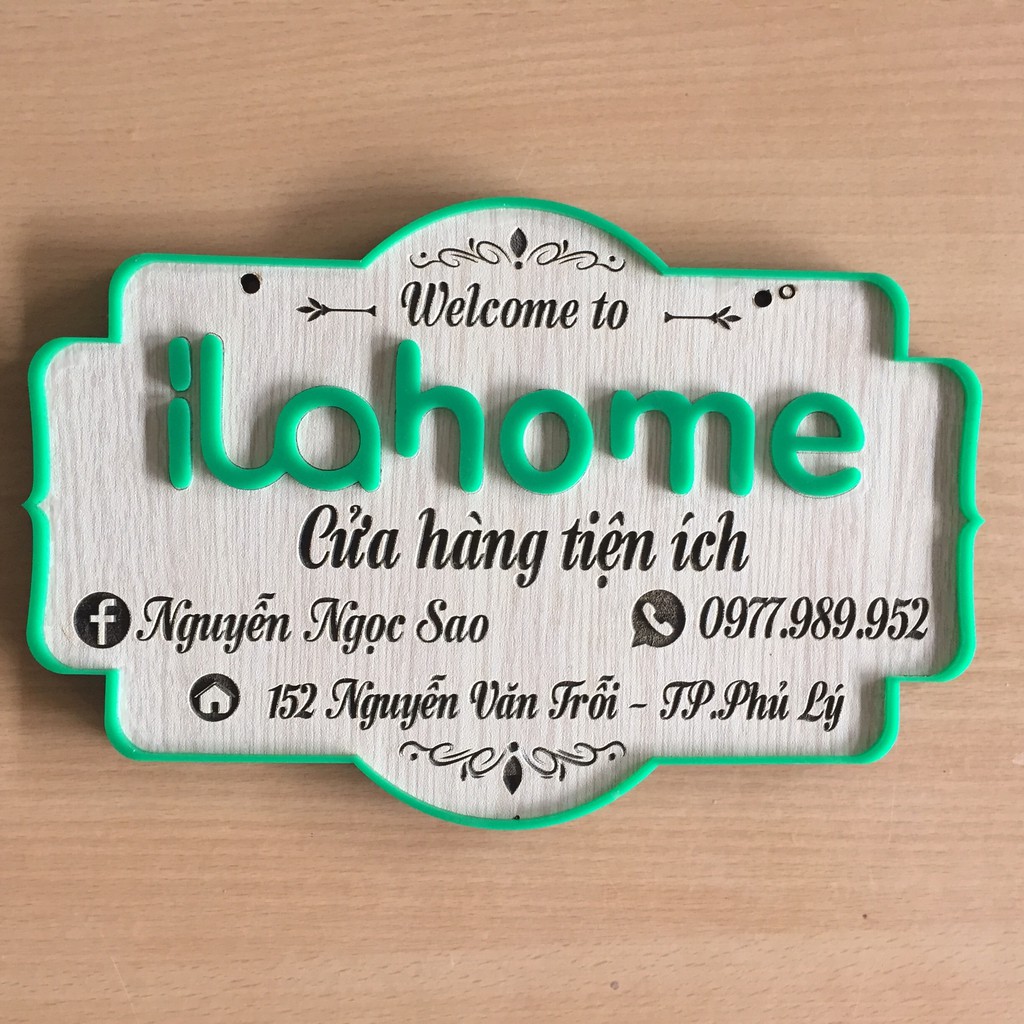 Welcome to
ilahome
Cửa hàng tiện ích
Nguyễn Ngọc Sao 0977.989.952
152 Nguyễn Văn Trỗi - TP.Phủ Lý